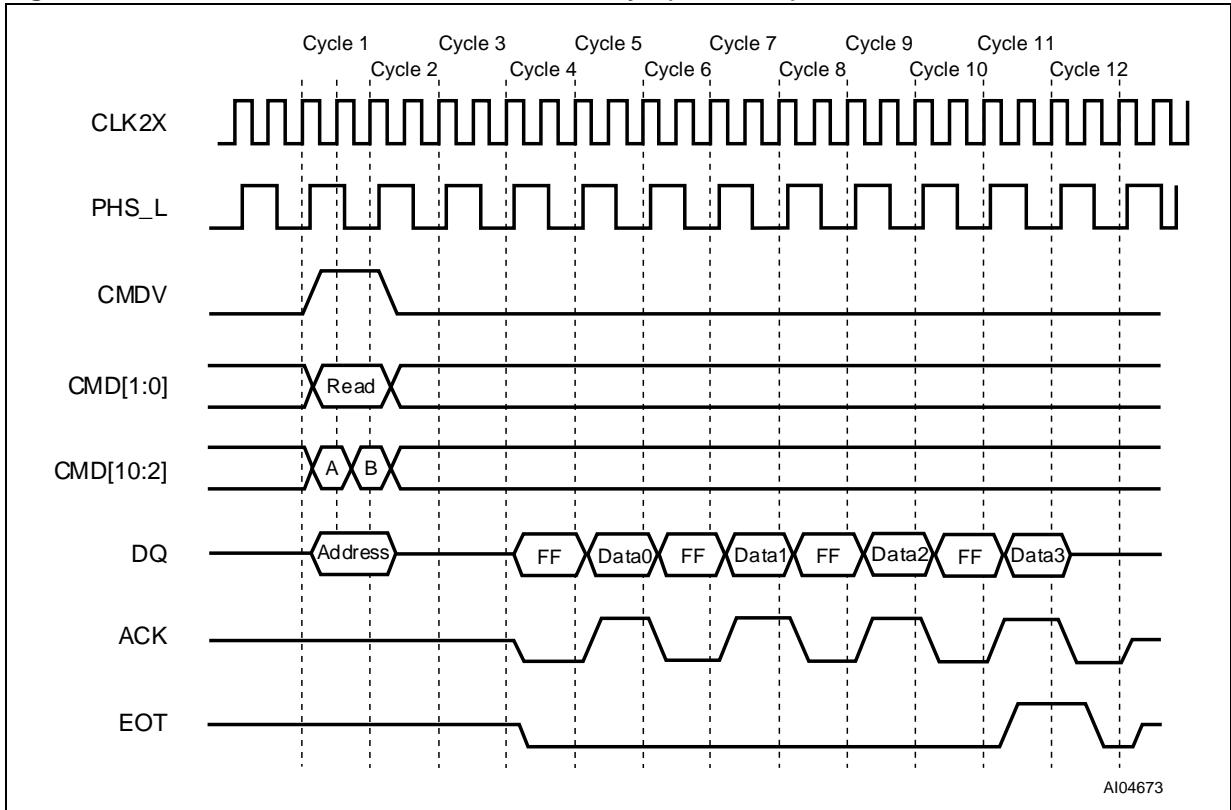 Cycle 1 Cycle 3 Cycle 5 Cycle 7 Cycle 9 Cycle 11
Cycle 2 Cycle 4 Cycle 6 Cycle 8 Cycle 10 Cycle 12
CLK2X
PHS_L
CMDV
CMD[1:0] Read
CMD[10:2] A B
DQ Address FF Data0 FF Data1 FF Data2 FF Data3
ACK
EOT
AI04673